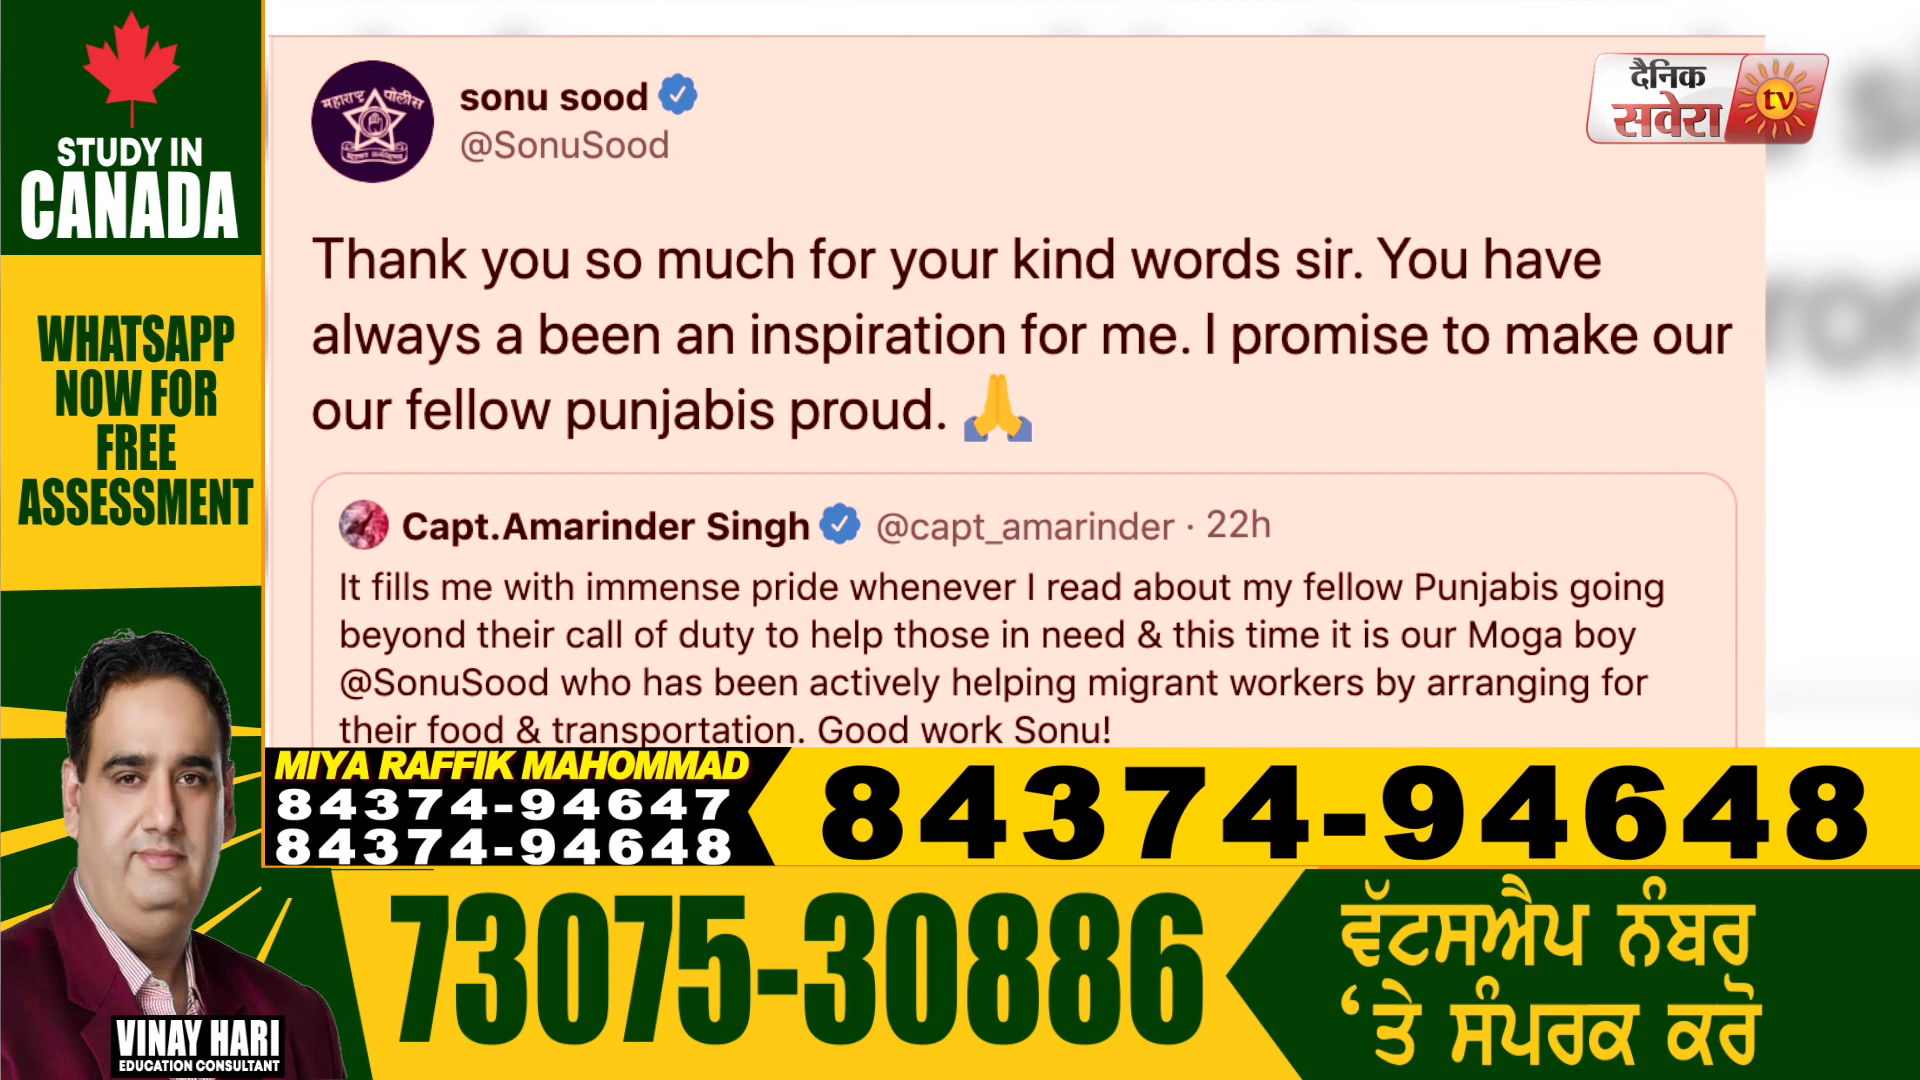 STUDY IN
CANADA
WHATSAPP
NOW FOR
FREE
ASSESSMENT
VINAY HARI
EDUCATION CONSULTANT
महाराष्ट्र पोलीस
sonu sood
@SonuSood
दैनिक
सवेरा
tv
Thank you so much for your kind words sir. You have
always a been an inspiration for me. I promise to make our
our fellow punjabis proud. 🙏
Capt.Amarinder Singh @capt_amarinder · 22h
It fills me with immense pride whenever I read about my fellow Punjabis going
beyond their call of duty to help those in need & this time it is our Moga boy
@SonuSood who has been actively helping migrant workers by arranging for
their food & transportation. Good work Sonu!
MIYA RAFFIK MAHOMMAD
84374-94647
84374-94648
84374-94648
73075-30886
ਵੱਟਸਐਪ ਨੰਬਰ
‘ਤੇ ਸੰਪਰਕ ਕਰੋ